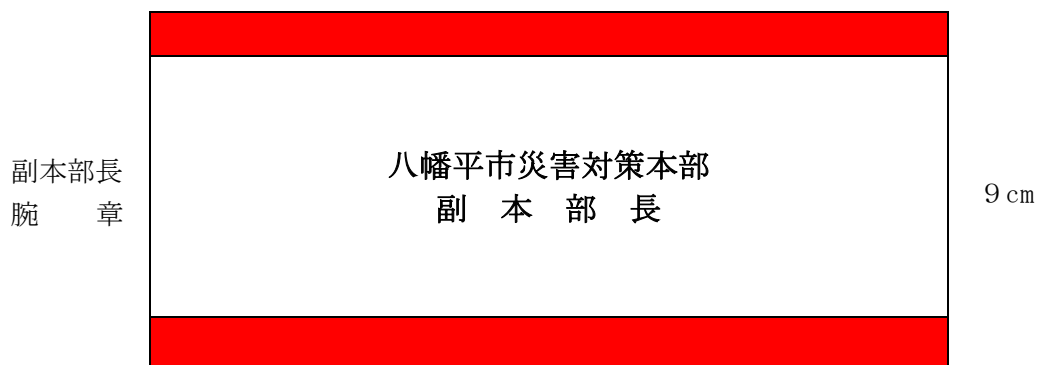 副本部長
腕　　章
八幡平市災害対策本部
副　本　部　長
９cm